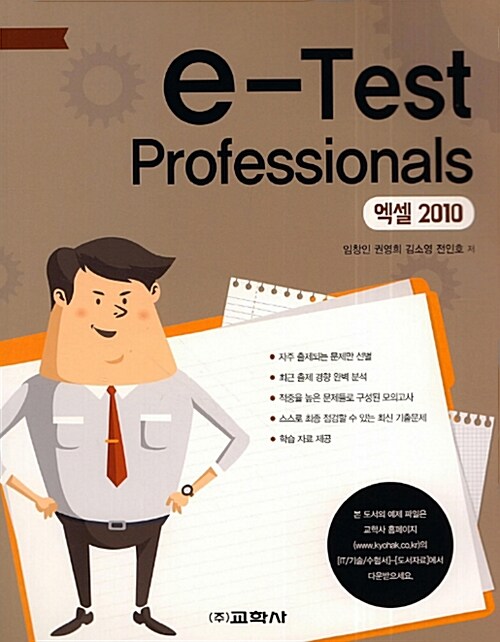 e-Test
Professionals
엑셀 2010
임창인 권영희 김소영 전인호 저
• 자주 출제되는 문제만 선별
• 최근 출제 경향 완벽 분석
• 적중율 높은 문제들로 구성된 모의고사
• 스스로 최종 점검할 수 있는 최신 기출문제
• 학습 자료 제공
본 도서의 예제 파일은
교학사 홈페이지
(www.kyohak.co.kr)의
[IT/기술/수험서]-[도서자료]에서
다운받으세요.
(주)교학사